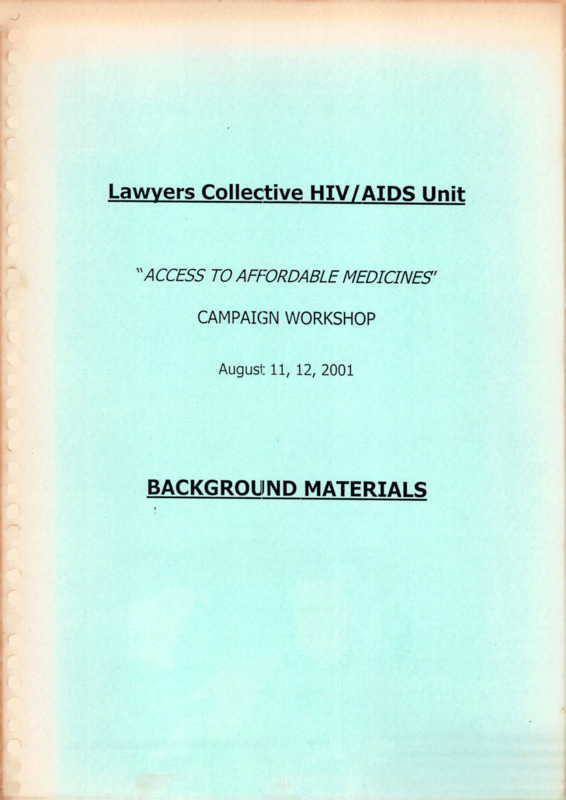 Lawyers Collective HIV/AIDS Unit
"ACCESS TO AFFORDABLE MEDICINES"
CAMPAIGN WORKSHOP
August 11, 12, 2001
BACKGROUND MATERIALS